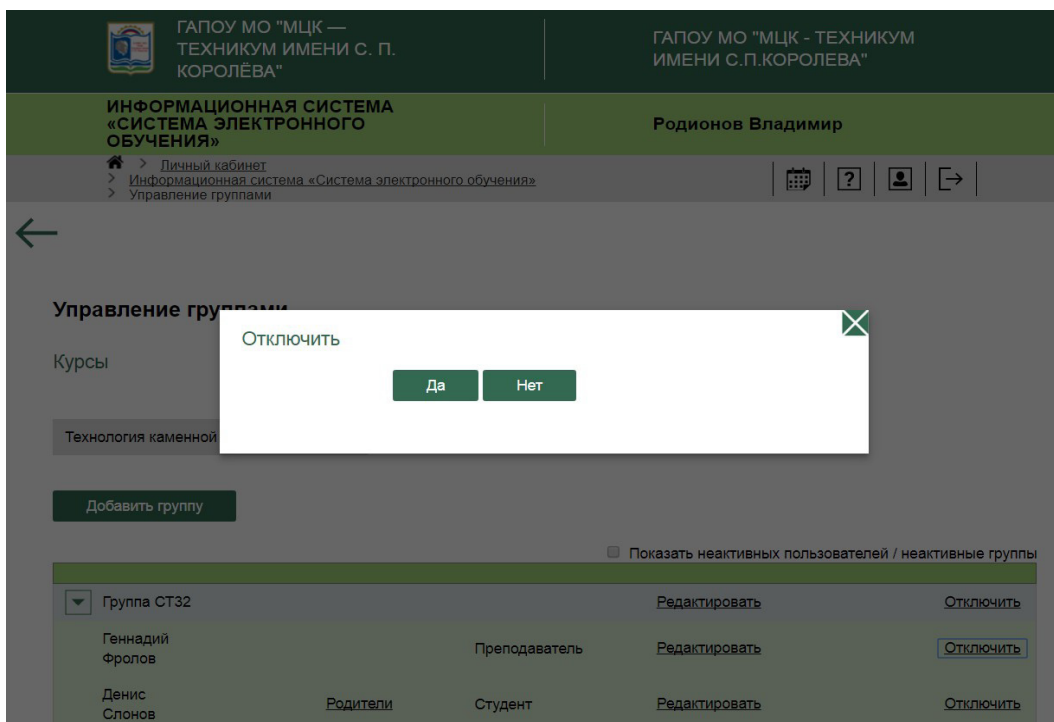 ГАПОУ МО "МЦК —
ТЕХНИКУМ ИМЕНИ С. П.
КОРОЛЁВА"
ГАПОУ МО "МЦК - ТЕХНИКУМ
ИМЕНИ С.П.КОРОЛЕВА"
ИНФОРМАЦИОННАЯ СИСТЕМА
«СИСТЕМА ЭЛЕКТРОННОГО
ОБУЧЕНИЯ»
Родионов Владимир
> Личный кабинет
> Информационная система «Система электронного обучения»
> Управление группами
?
Управление группами
Отключить
Курсы
Да Нет
Технология каменной
Добавить группу
Показать неактивных пользователей / неактивные группы
Группа СТ32 Редактировать Отключить
Геннадий
Фролов Преподаватель Редактировать Отключить
Денис
Слонов Родители Студент Редактировать Отключить